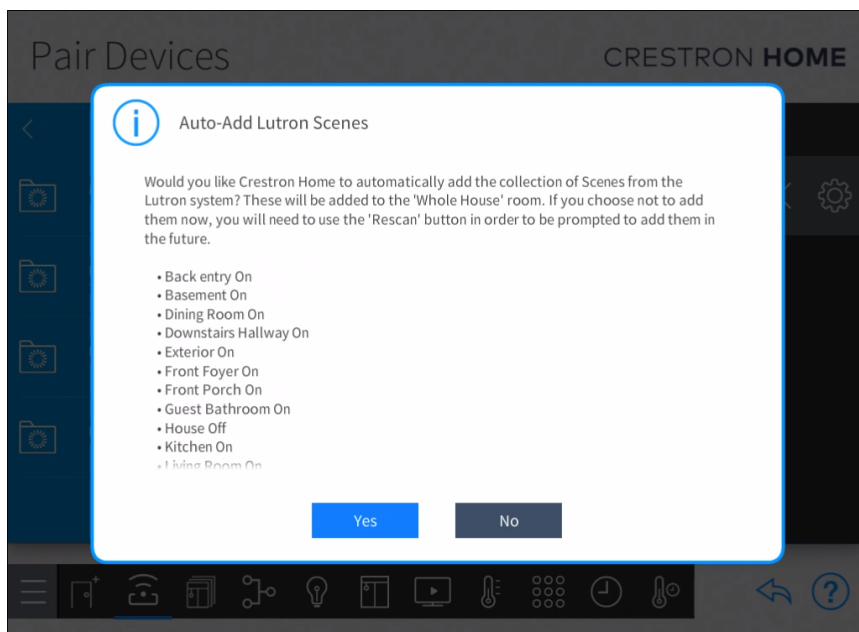 Pair Devices
CRESTRON HOME
Auto-Add Lutron Scenes
Would you like Crestron Home to automatically add the collection of Scenes from the
Lutron system? These will be added to the 'Whole House' room. If you choose not to add
them now, you will need to use the 'Rescan' button in order to be prompted to add them in
the future.
• Back entry On
• Basement On
• Dining Room On
• Downstairs Hallway On
• Exterior On
• Front Foyer On
• Front Porch On
• Guest Bathroom On
• House Off
• Kitchen On
• Living Room On
Yes
No